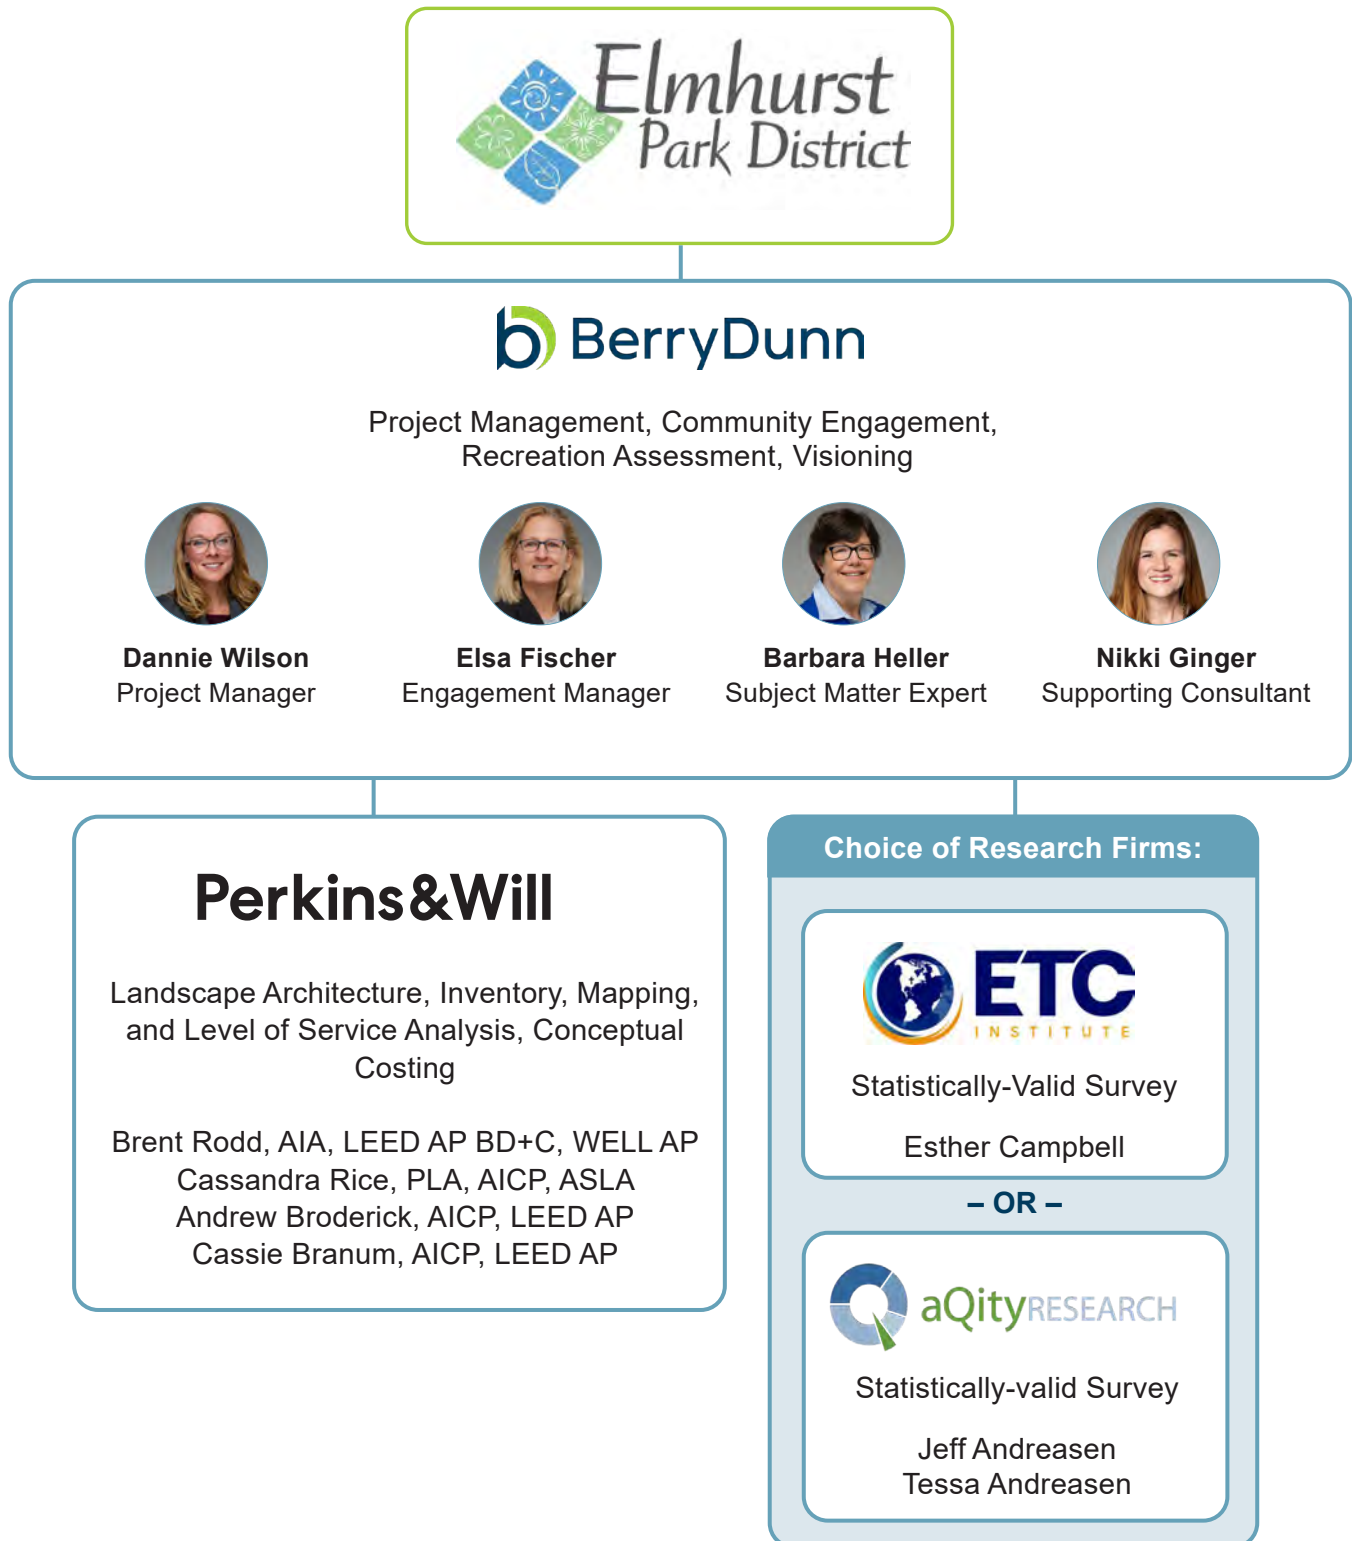 Elmhurst
Park District
BerryDunn
Project Management, Community Engagement,
Recreation Assessment, Visioning
Dannie Wilson
Project Manager
Elsa Fischer
Engagement Manager
Barbara Heller
Subject Matter Expert
Nikki Ginger
Supporting Consultant
Perkins&Will
Landscape Architecture, Inventory, Mapping,
and Level of Service Analysis, Conceptual
Costing
Brent Rodd, AIA, LEED AP BD+C, WELL AP
Cassandra Rice, PLA, AICP, ASLA
Andrew Broderick, AICP, LEED AP
Cassie Branum, AICP, LEED AP
Choice of Research Firms:
ETC
INSTITUTE
Statistically-Valid Survey
Esther Campbell
– OR –
aQityRESEARCH
Statistically-valid Survey
Jeff Andreasen
Tessa Andreasen